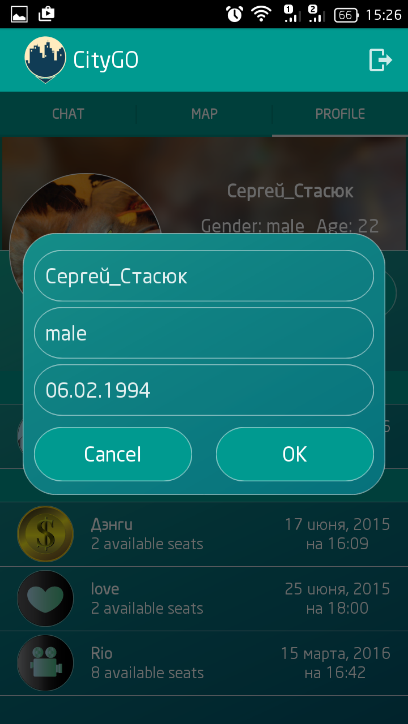 1 2 66 15:26
CityGO
CHAT MAP PROFILE
Сергей_Стасюк
Gender: male Age: 22
Сергей_Стасюк
male
06.02.1994
Cancel OK
Дэнги 17 июня, 2015
2 available seats на 16:09
love 25 июня, 2015
2 available seats на 18:00
Rio 15 марта, 2016
8 available seats на 16:42